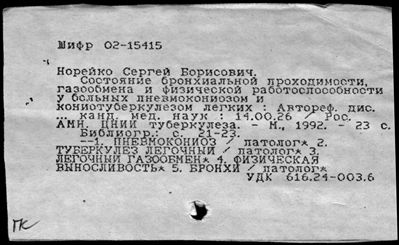 Шифр 02-15415
Норейко Сергей Борисович.
Состояние бронхиальной проходимости,
газообмена и физической работоспособности
у больных пневмокониозом и
кониотуберкулезом легких : Автореф. дис.
... канд. мед. наук : 14.00.26 / Рос.
АМН. ЦНИИ туберкулеза. - М., 1992. - 23 с.
Библиогр.: с. 21-23.
--1. ПНЕВМОКОНИОЗ / патолог* 2.
ТУБЕРКУЛЕЗ ЛЕГОЧНЫЙ / патолог* 3.
ЛЕГОЧНЫЙ ГАЗООБМЕН* 4. ФИЗИЧЕСКАЯ
ВЫНОСЛИВОСТЬ* 5. БРОНХИ / патолог*
УДК 616.24-003.6
ПК